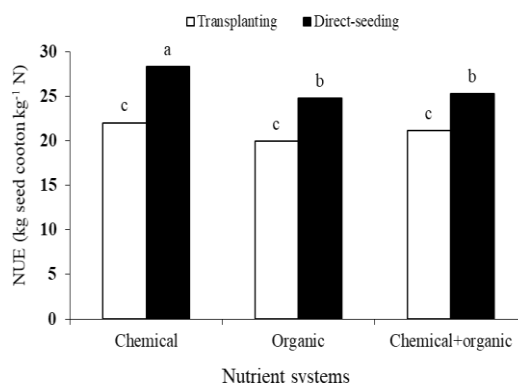 Transplanting Direct-seeding
NUE (kg seed cooton kg⁻¹ N)
30
25
20
15
10
5
0
c a
c b
c b
Chemical Organic Chemical+organic
Nutrient systems